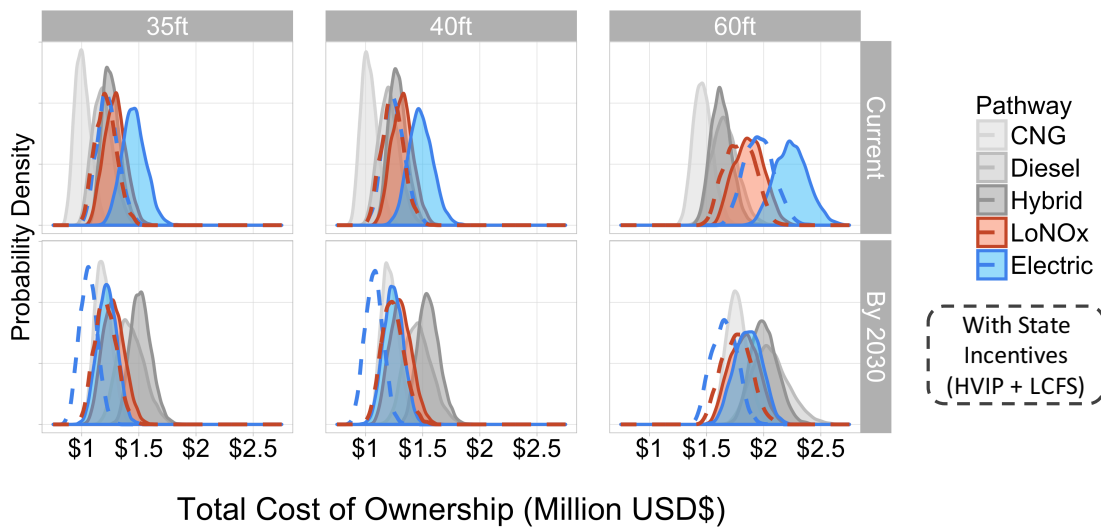 35ft
40ft
60ft
Current
By 2030
Probability Density
$1 $1.5 $2 $2.5
$1 $1.5 $2 $2.5
$1 $1.5 $2 $2.5
Total Cost of Ownership (Million USD$)
Pathway
CNG
Diesel
Hybrid
LoNOx
Electric
With State
Incentives
(HVIP + LCFS)